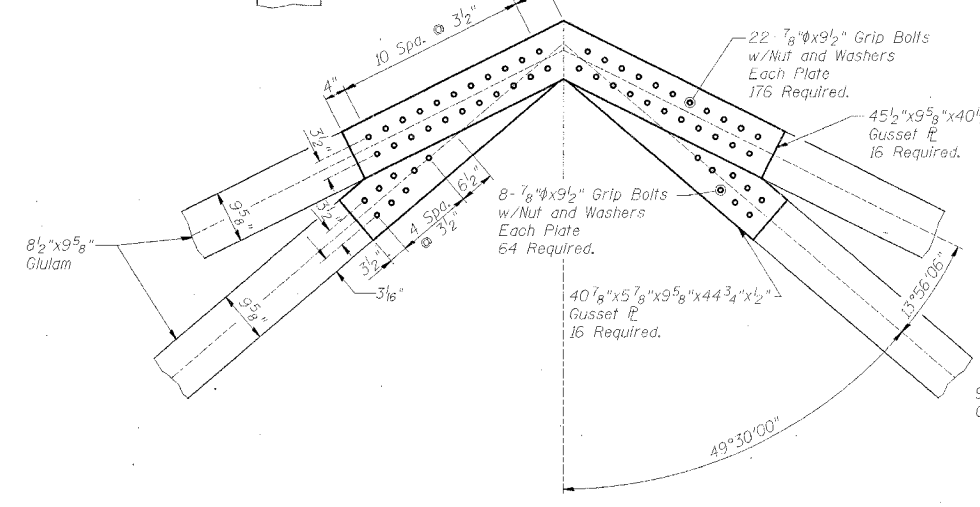 10 Spa. @ 3½"
4"
3½"
22-⅞"φx9½" Grip Bolts
w/Nut and Washers
Each Plate
176 Required.
45½"x9⅝"x40
Gusset ℄
16 Required.
9⅝"
3½"
6½"
4 Spa.
@ 3½"
3½"
8-⅞"φx9½" Grip Bolts
w/Nut and Washers
Each Plate
64 Required.
8½"x9⅝"
Glulam
9⅝"
3⅛6"
40⅞"x5⅞"x9⅝"x44¾"x½"
Gusset ℄
16 Required.
13°56'06"
49°30'00"